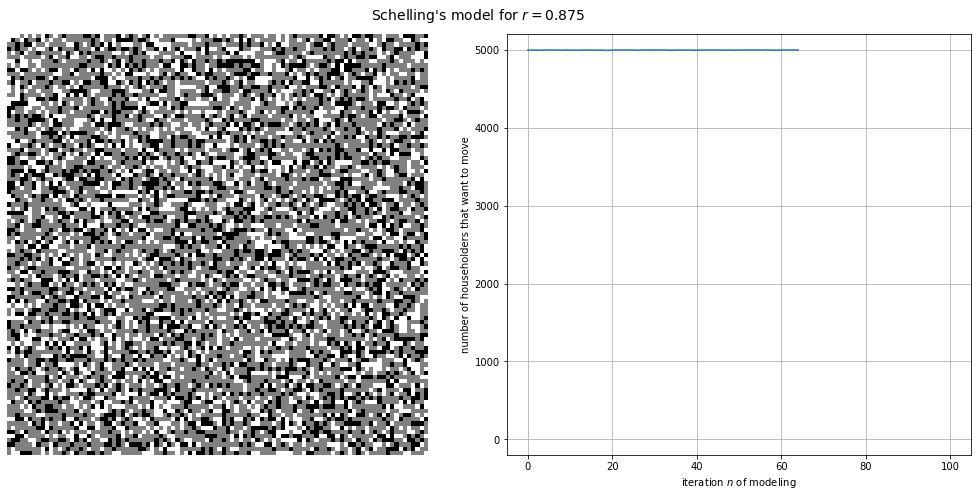 Schelling's model for r = 0.875
number of householders that want to move
5000
4000
3000
2000
1000
0
0 20 40 60 80 100
iteration n of modeling